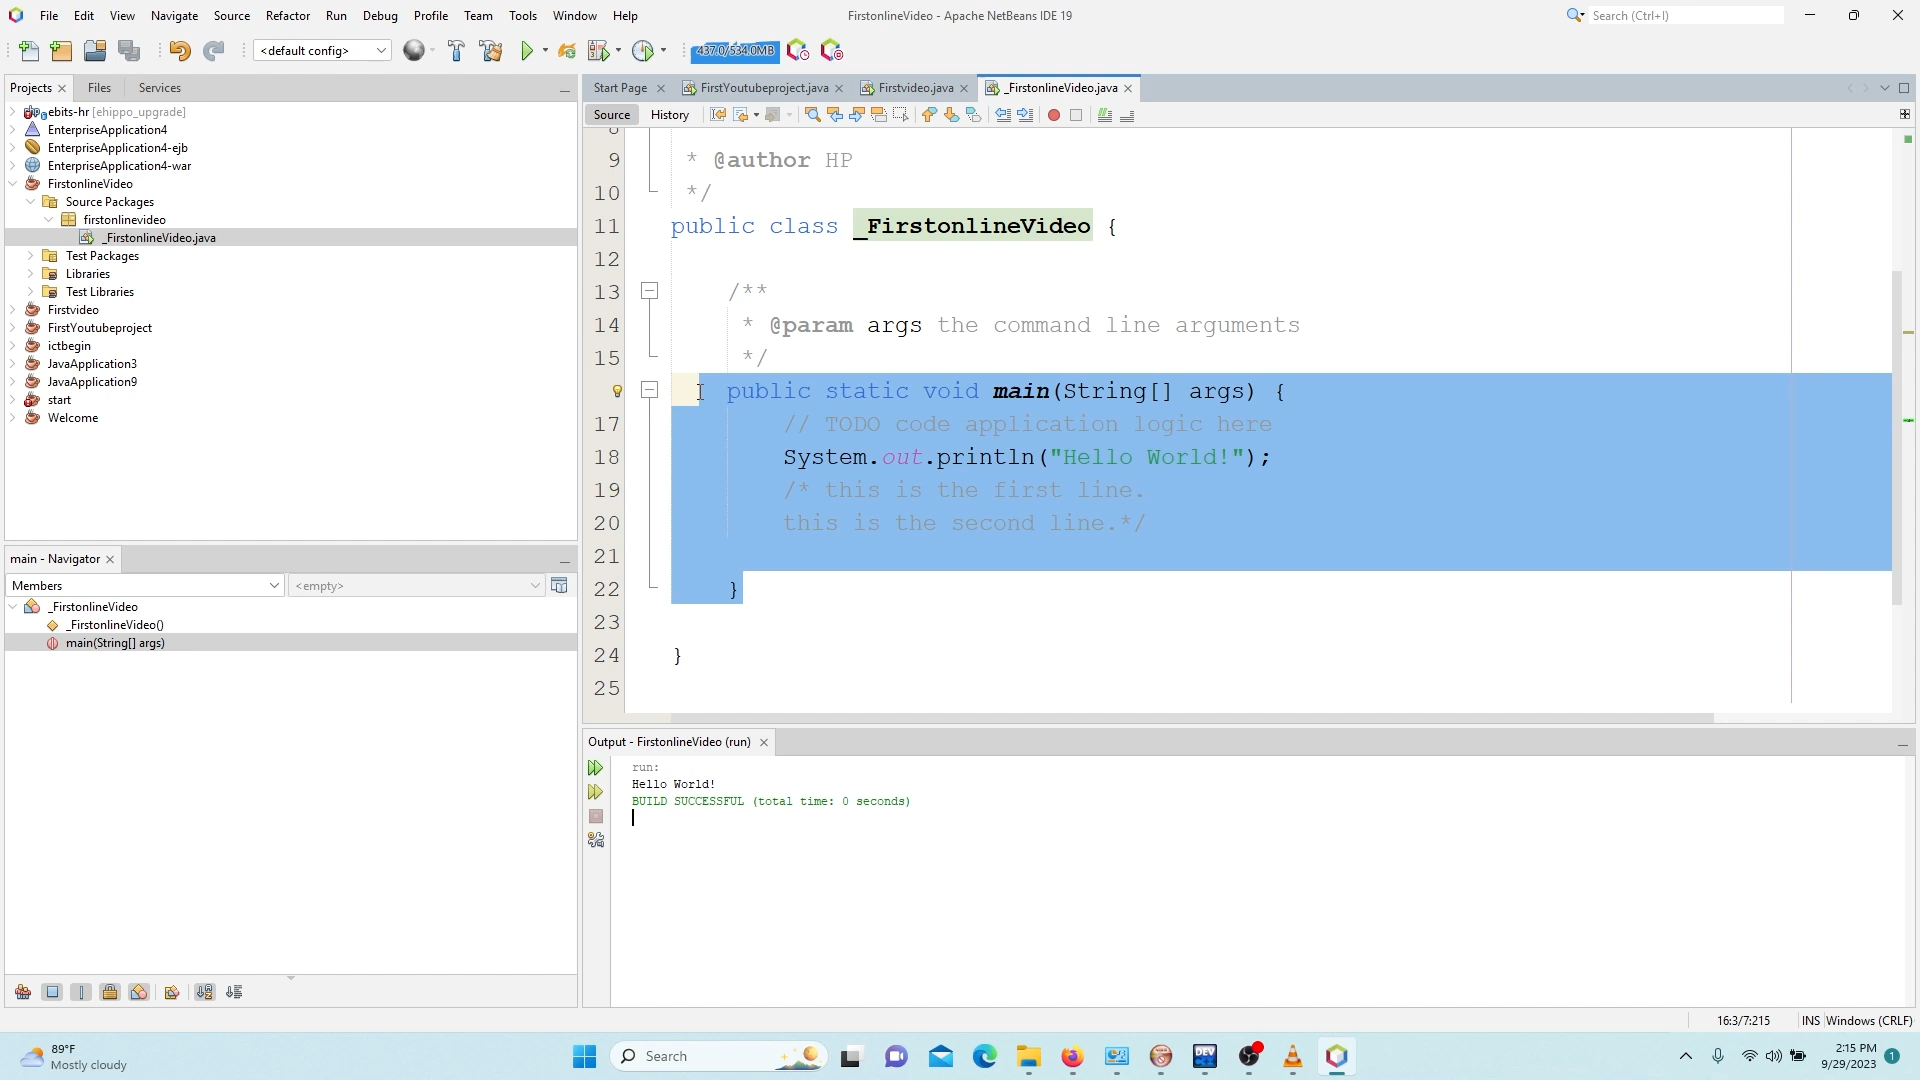 File Edit View Navigate Source Refactor Run Debug Profile Team Tools Window Help
FirstonlineVideo - Apache NetBeans IDE 19
Search (Ctrl+I)
<default config>
437.0/534.0MB
Projects Files Services
Start Page FirstYoutubeproject.java Firstvideo.java _FirstonlineVideo.java
Source History
ebits-hr [ehippo_upgrade]
EnterpriseApplication4
EnterpriseApplication4-ejb
EnterpriseApplication4-war
FirstonlineVideo
Source Packages
firstonlinevideo
_FirstonlineVideo.java
Test Packages
Libraries
Test Libraries
Firstvideo
FirstYoutubeproject
ictbegin
JavaApplication3
JavaApplication9
start
Welcome
9 * @author HP
10 */
11 public class _FirstonlineVideo {
12
13 /**
14 * @param args the command line arguments
15 */
public static void main(String[] args) {
17 // TODO code application logic here
18 System.out.println("Hello World!");
19 /* this is the first line.
20 this is the second line.*/
21
22 }
23
24 }
25
main - Navigator
Members <empty>
_FirstonlineVideo
_FirstonlineVideo()
main(String[] args)
Output - FirstonlineVideo (run)
run:
Hello World!
BUILD SUCCESSFUL (total time: 0 seconds)
16:3/7:215 INS Windows (CRLF)
89°F
Mostly cloudy
Search
DEV
2:15 PM
9/29/2023
1